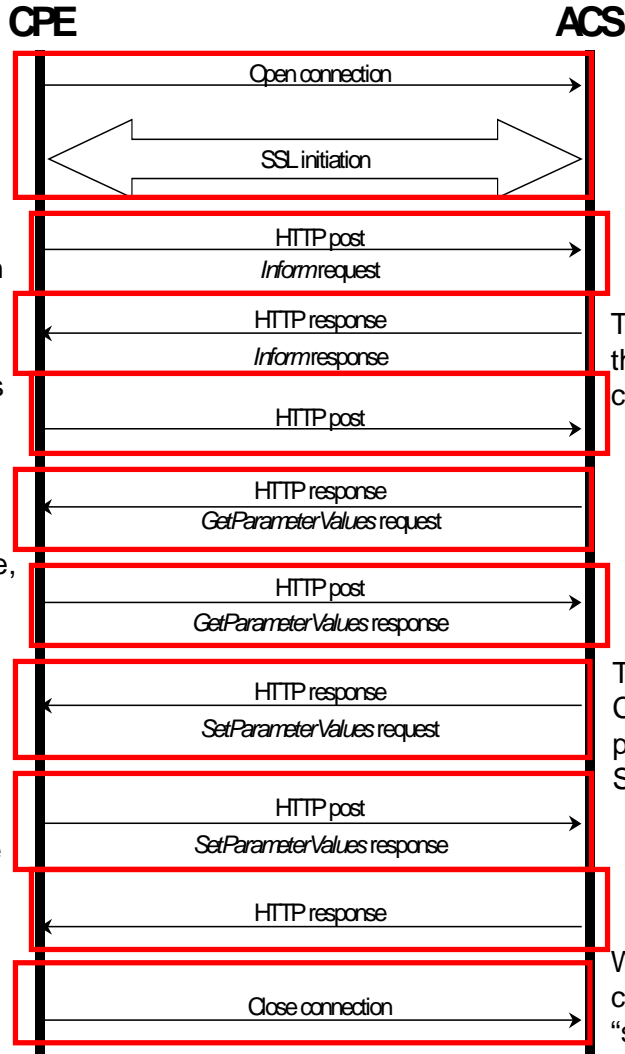 CPE ACS
Open connection
SSL initiation
HTTP post
Inform request
HTTP response
Inform response
HTTP post
HTTP response
GetParameterValues request
HTTP post
GetParameterValues response
HTTP response
SetParameterValues request
HTTP post
SetParameterValues response
HTTP response
Close connection